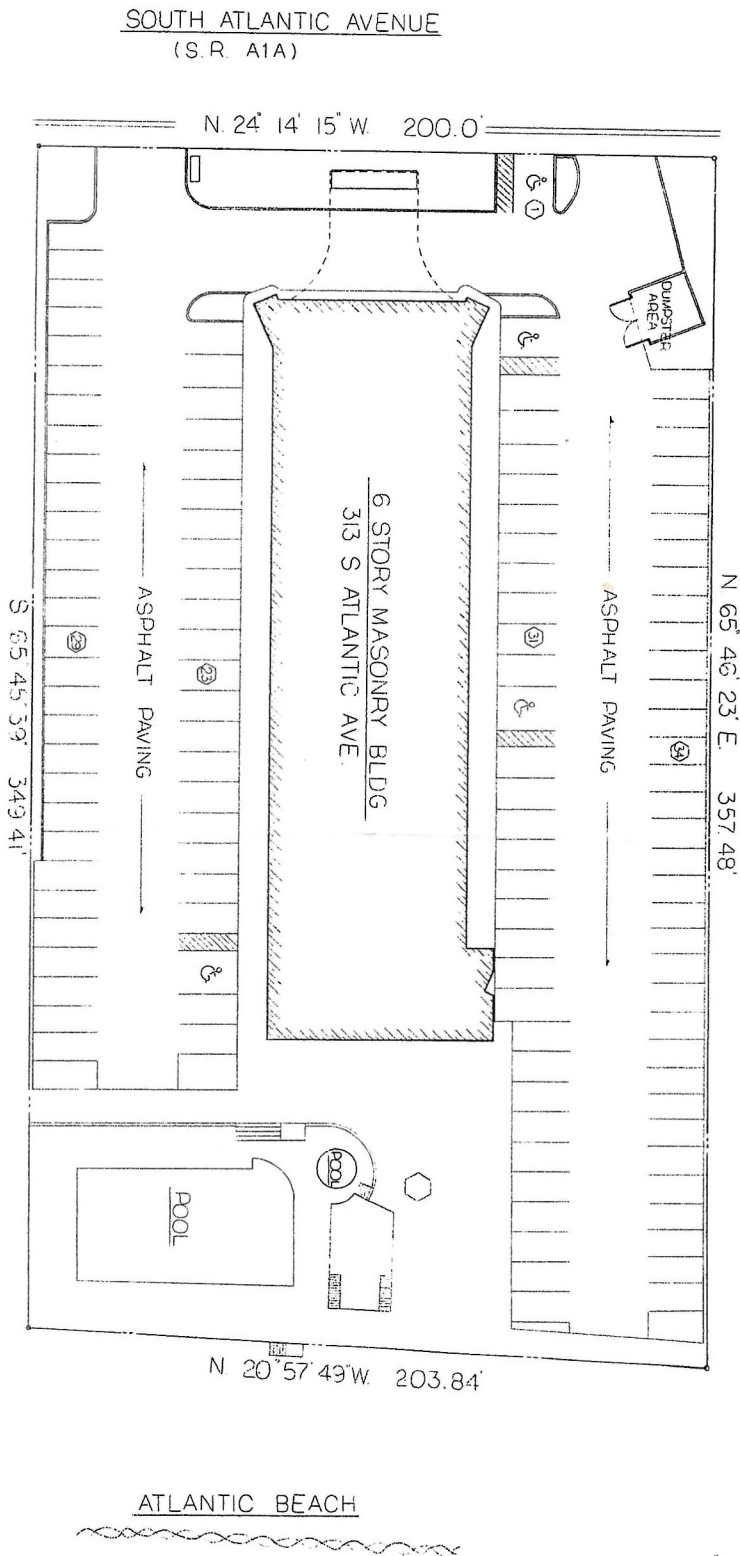 SOUTH ATLANTIC AVENUE
(S.R. A1A)
N. 24° 14' 15" W. 200.0'
1
DUMPSTER
AREA
6 STORY MASONRY BLDG
313 S ATLANTIC AVE.
ASPHALT PAVING
ASPHALT PAVING
29
23
31
34
N 65° 46' 23" E. 357.48'
S 65° 45' 39" 349.41'
POOL
POOL
N. 20° 57' 49" W. 203.84'
ATLANTIC BEACH